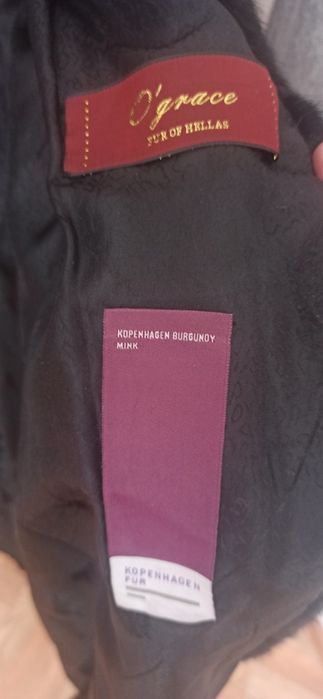 O'grace
FUR OF HELLAS
KOPENHAGEN BURGUNDY
MINK
KOPENHAGEN
FUR